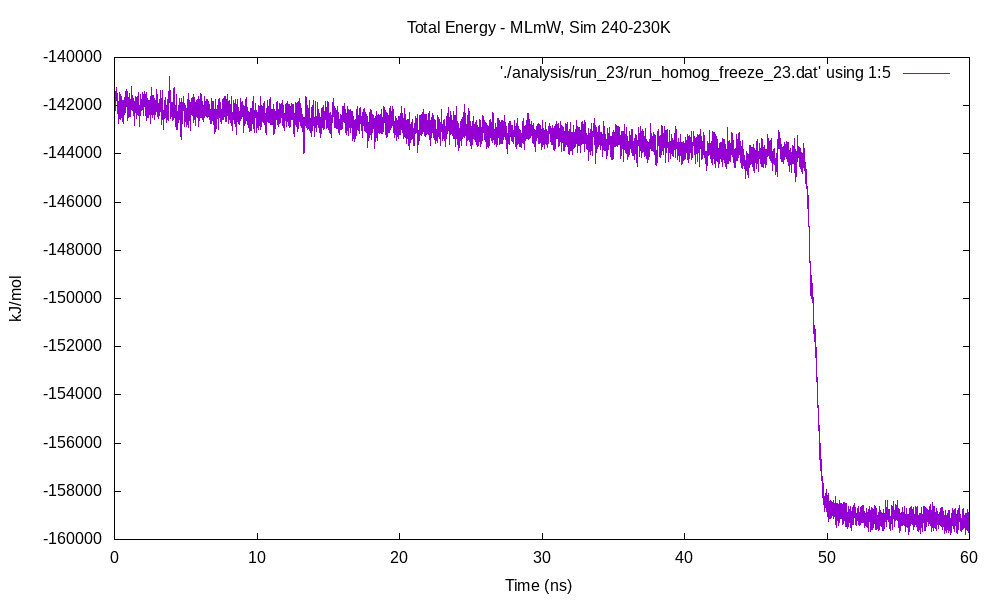 Total Energy - MLmW, Sim 240-230K
'./analysis/run_23/run_homog_freeze_23.dat' using 1:5
-140000
-142000
-144000
-146000
-148000
-150000
-152000
-154000
-156000
-158000
-160000
kJ/mol
0 10 20 30 40 50 60
Time (ns)